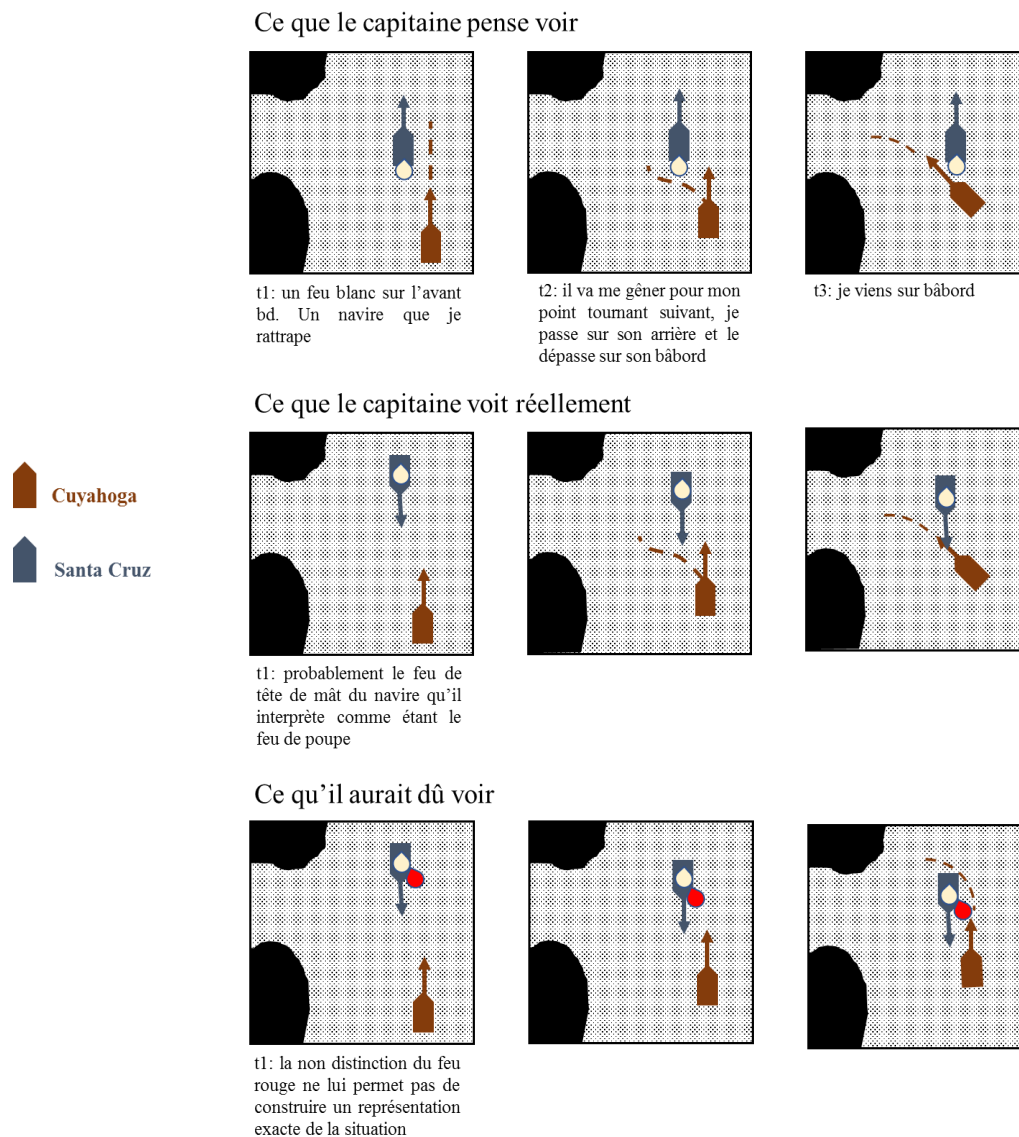 Ce que le capitaine pense voir
t1: un feu blanc sur l’avant
bd. Un navire que je
rattrape
t2: il va me gêner pour mon
point tournant suivant, je
passe sur son arrière et le
dépasse sur son bâbord
t3: je viens sur bâbord
Ce que le capitaine voit réellement
Cuyahoga
Santa Cruz
t1: probablement le feu de
tête de mât du navire qu’il
interprète comme étant le
feu de poupe
Ce qu’il aurait dû voir
t1: la non distinction du feu
rouge ne lui permet pas de
construire un représentation
exacte de la situation